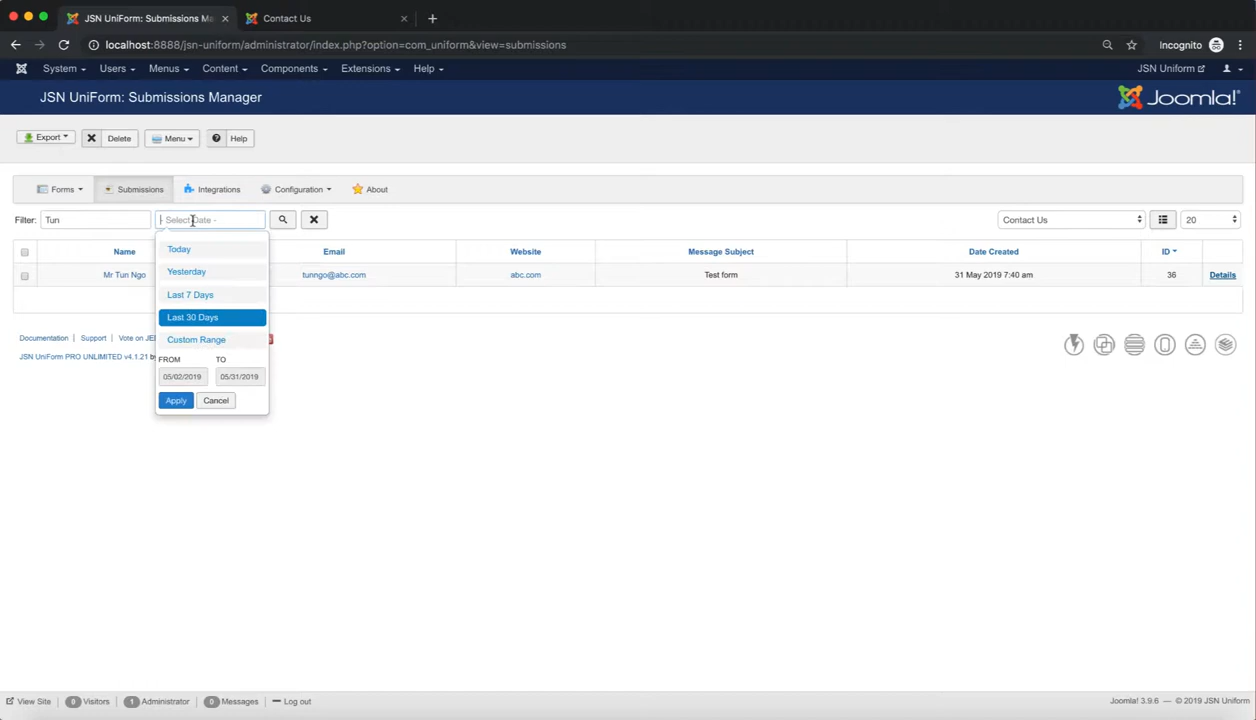 JSN UniForm: Submissions Ma
Contact Us
localhost:8888/jsn-uniform/administrator/index.php?option=com_uniform&view=submissions
Incognito
System Users Menus Content Components Extensions Help
JSN Uniform
JSN UniForm: Submissions Manager
Joomla!®
Export Delete Menu Help
Forms Submissions Integrations Configuration About
Filter: Tun - Select Date -
Contact Us 20
Name Email Website Message Subject Date Created ID
Mr Tun Ngo tunngo@abc.com abc.com Test form 31 May 2019 7:40 am 36 Details
Today
Yesterday
Last 7 Days
Last 30 Days
Custom Range
FROM TO
05/02/2019 05/31/2019
Apply Cancel
Documentation Support Vote on JE
JSN UniForm PRO UNLIMITED v4.1.21 by
View Site 0 Visitors 1 Administrator 0 Messages Log out
Joomla! 3.9.6 — © 2019 JSN Uniform